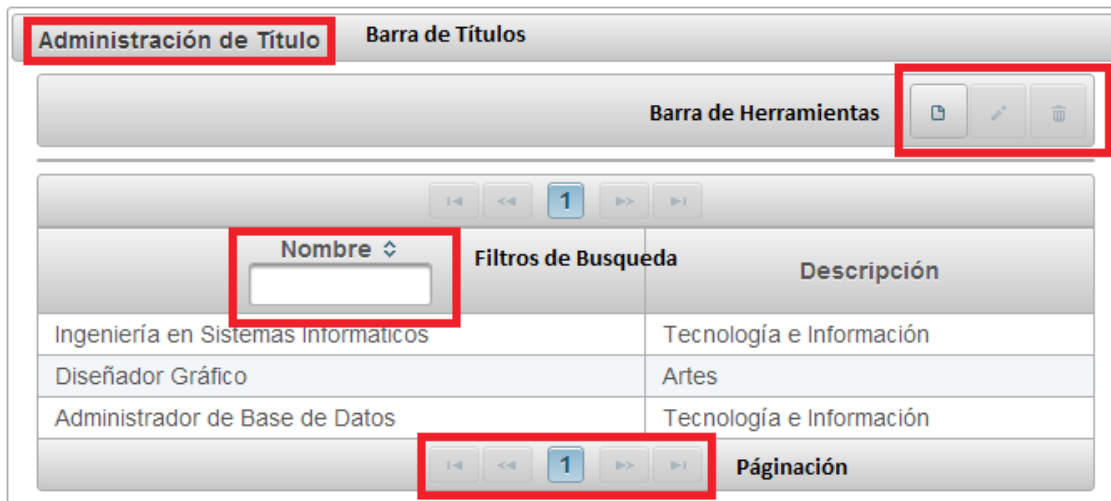 Administración de Título Barra de Títulos
Barra de Herramientas
1
Nombre Filtros de Busqueda Descripción
Ingeniería en Sistemas Informaticos Tecnología e Información
Diseñador Gráfico Artes
Administrador de Base de Datos Tecnología e Información
1 Páginación